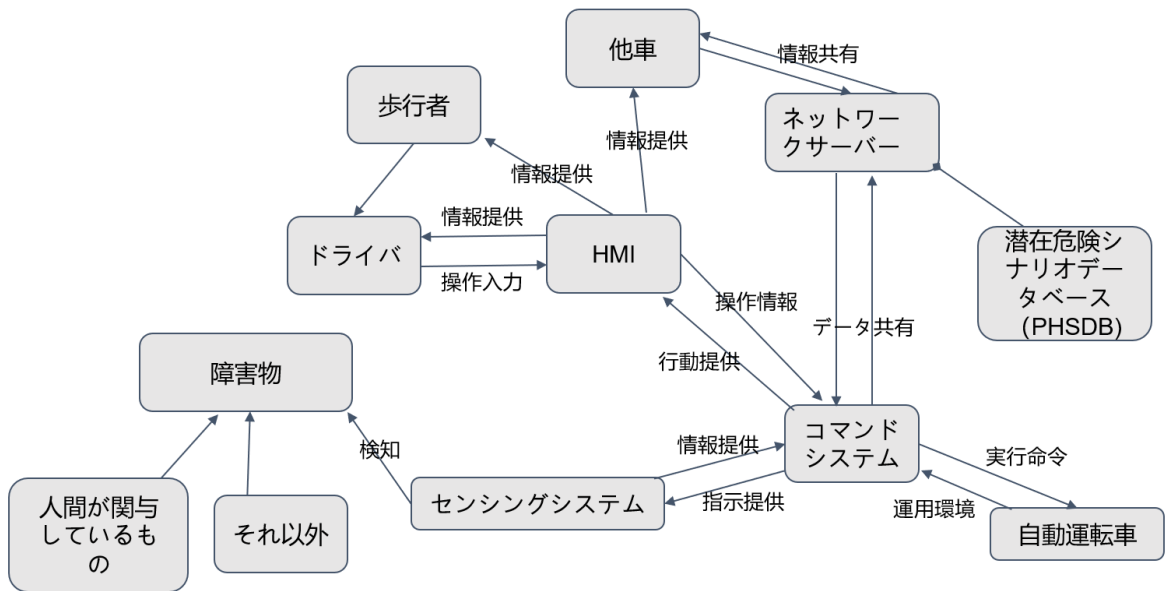 他車
情報共有
歩行者
ネットワー
クサーバー
情報提供
情報提供
情報提供
ドライバ
HMI
潜在危険シ
ナリオデー
タベース
(PHSDB)
操作入力
操作情報
データ共有
行動提供
障害物
コマンド
システム
検知
情報提供
実行命令
センシングシステム
指示提供
運用環境
人間が関与
しているも
の
それ以外
自動運転車